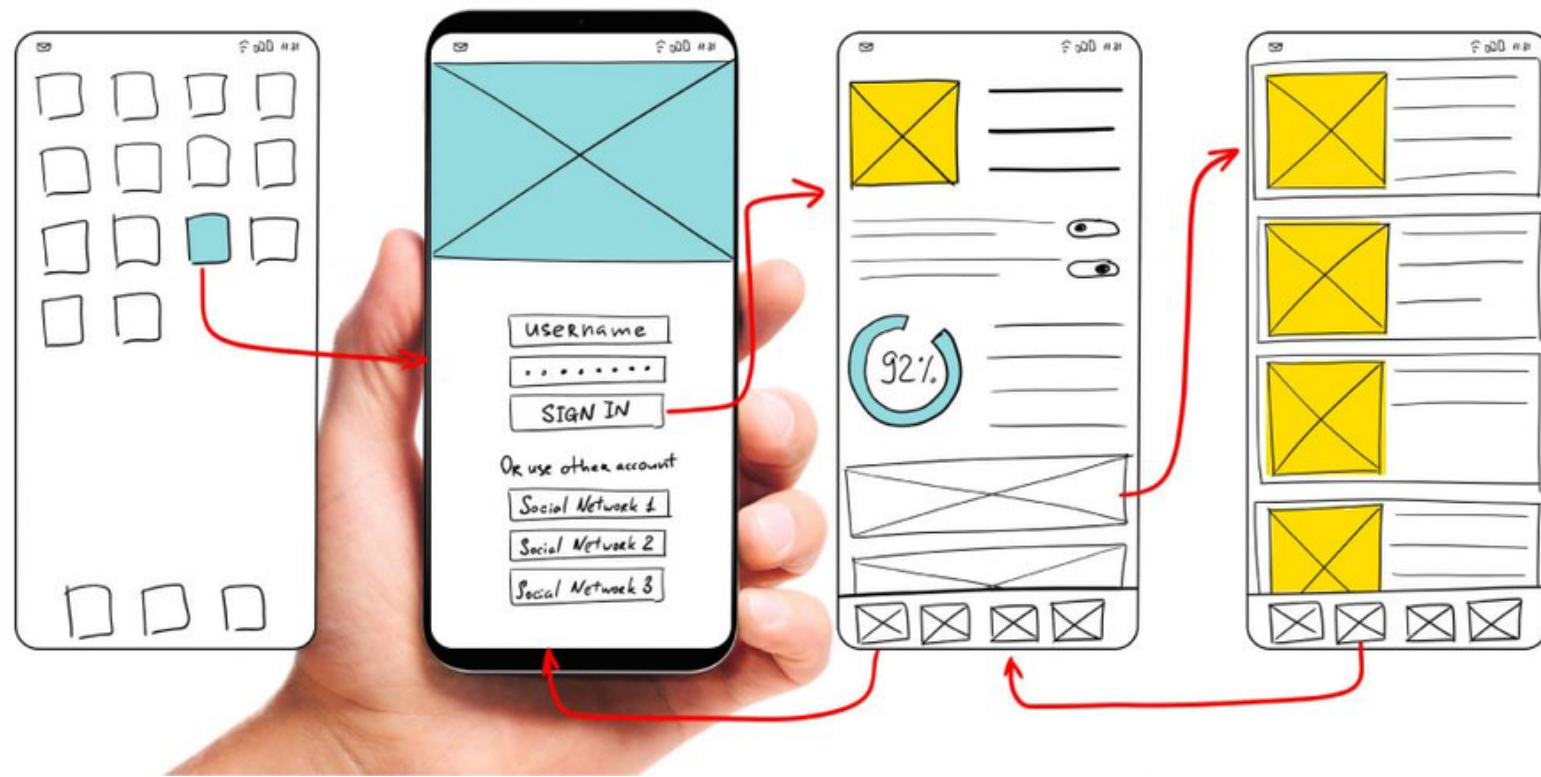 username
SIGN IN
Or use other account
Social Network 1
Social Network 2
Social Network 3
92%